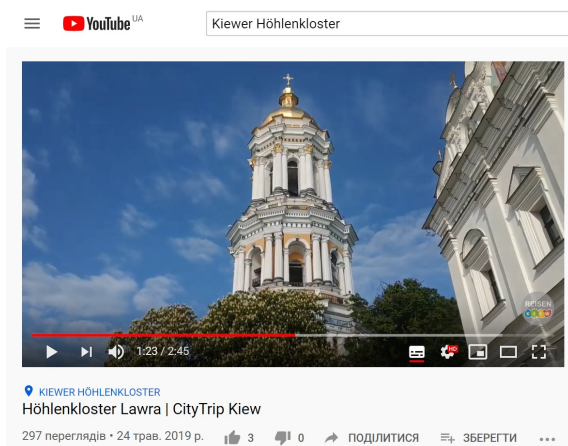 YouTube UA
Kiewer Höhlenkloster
REISEN
1:23 / 2:45
HD
KIEWER HÖHLENKLOSTER
Höhlenkloster Lawra | CityTrip Kiew
297 переглядів • 24 трав. 2019 р.
3
0
ПОДІЛИТИСЯ
ЗБЕРЕГТИ